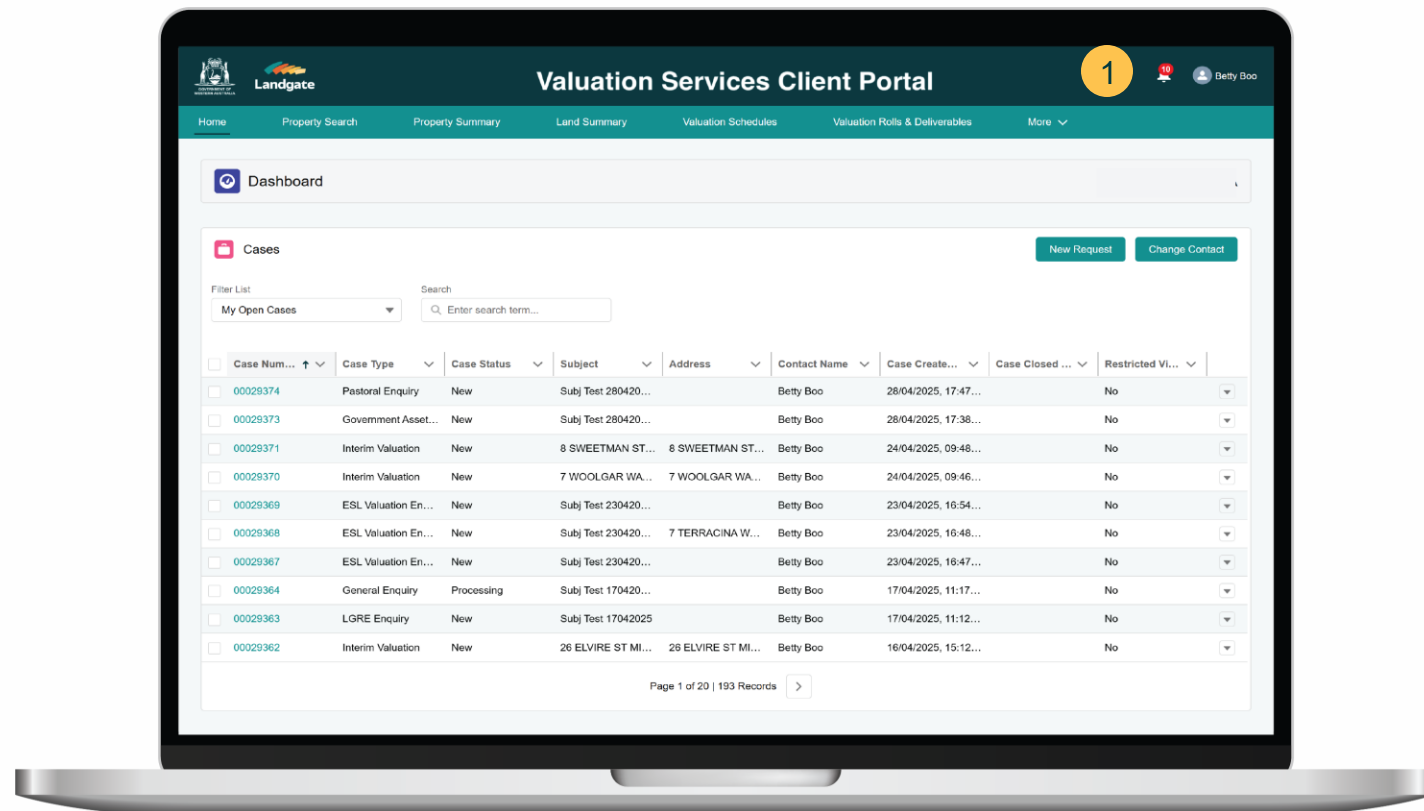 GOVERNMENT OF
WESTERN AUSTRALIA
Landgate
Valuation Services Client Portal
1
10
Betty Boo
Home Property Search Property Summary Land Summary Valuation Schedules Valuation Rolls & Deliverables More
Dashboard
Cases
New Request Change Contact
Filter List Search
My Open Cases Enter search term...
Case Num... Case Type Case Status Subject Address Contact Name Case Create... Case Closed ... Restricted Vi...
00029374 Pastoral Enquiry New Subj Test 280420... Betty Boo 28/04/2025, 17:47... No
00029373 Government Asset... New Subj Test 280420... Betty Boo 28/04/2025, 17:38... No
00029371 Interim Valuation New 8 SWEETMAN ST... 8 SWEETMAN ST... Betty Boo 24/04/2025, 09:48... No
00029370 Interim Valuation New 7 WOOLGAR WA... 7 WOOLGAR WA... Betty Boo 24/04/2025, 09:46... No
00029369 ESL Valuation En... New Subj Test 230420... Betty Boo 23/04/2025, 16:54... No
00029368 ESL Valuation En... New Subj Test 230420... 7 TERRACINA W... Betty Boo 23/04/2025, 16:48... No
00029367 ESL Valuation En... New Subj Test 230420... Betty Boo 23/04/2025, 16:47... No
00029364 General Enquiry Processing Subj Test 170420... Betty Boo 17/04/2025, 11:17... No
00029363 LGRE Enquiry New Subj Test 17042025 Betty Boo 17/04/2025, 11:12... No
00029362 Interim Valuation New 26 ELVIRE ST MI... 26 ELVIRE ST MI... Betty Boo 16/04/2025, 15:12... No
Page 1 of 20 | 193 Records